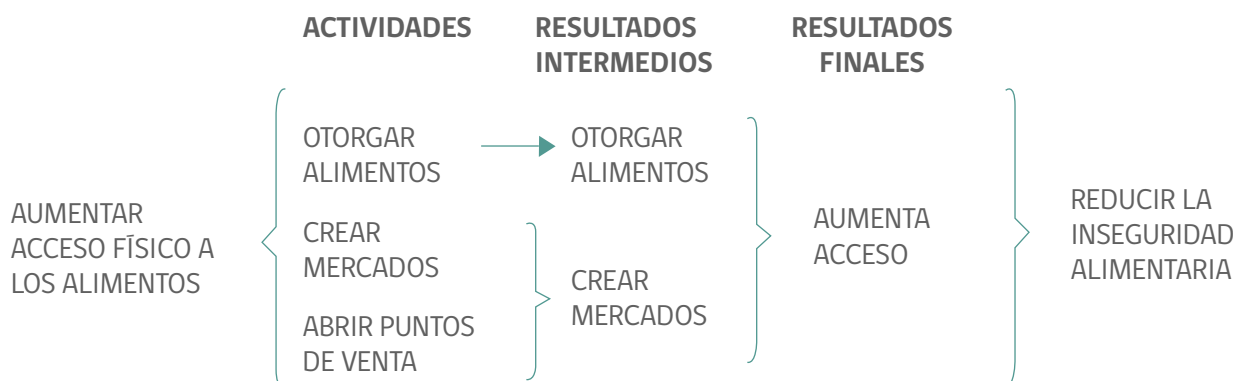 ACTIVIDADES
RESULTADOS
INTERMEDIOS
RESULTADOS
FINALES
AUMENTAR
ACCESO FÍSICO A
LOS ALIMENTOS
OTORGAR
ALIMENTOS
CREAR
MERCADOS
ABRIR PUNTOS
DE VENTA
OTORGAR
ALIMENTOS
CREAR
MERCADOS
AUMENTA
ACCESO
REDUCIR LA
INSEGURIDAD
ALIMENTARIA